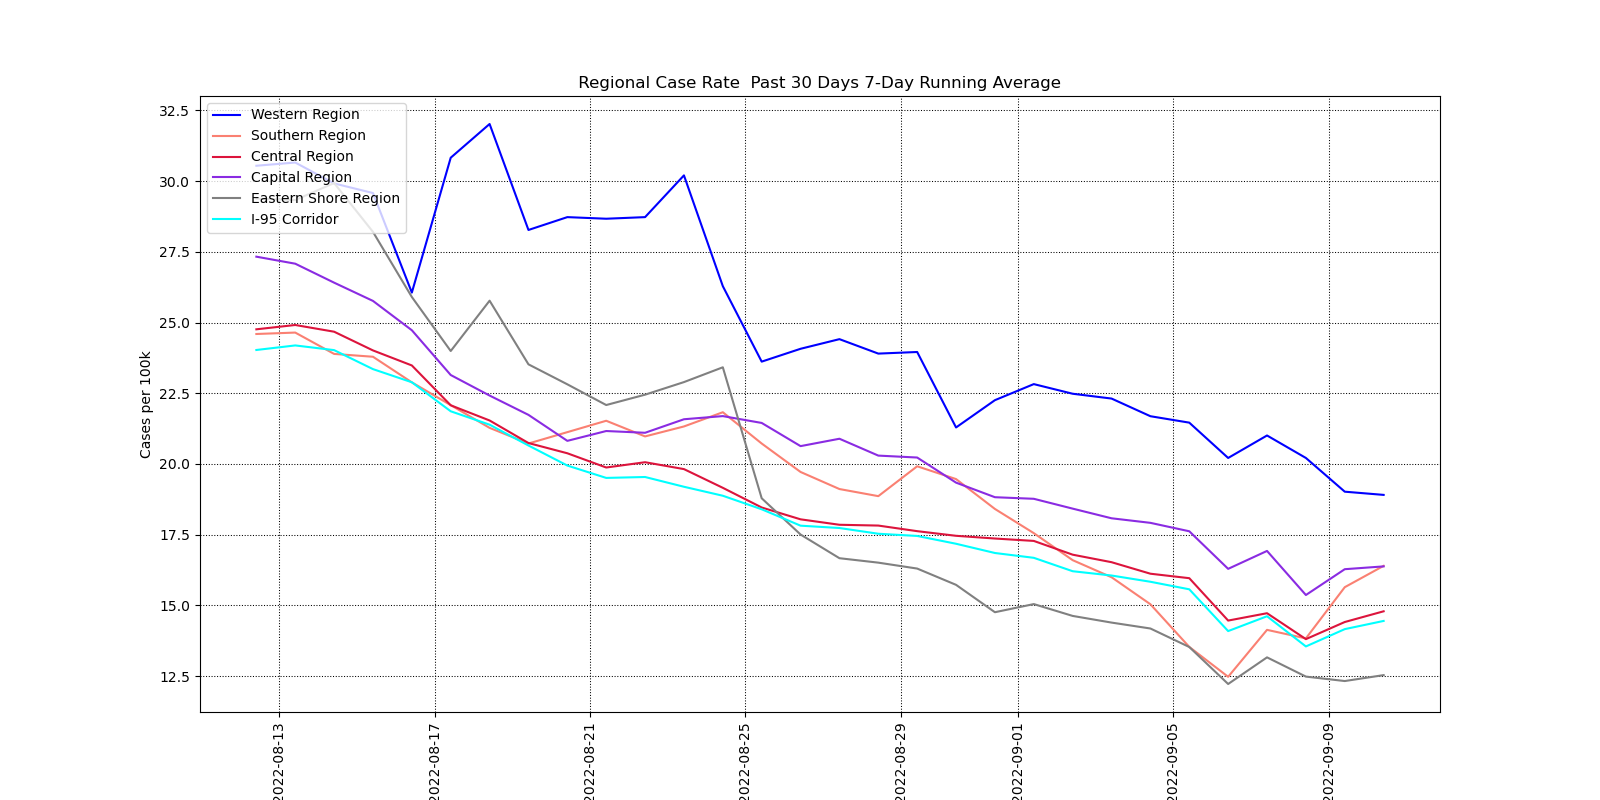 Regional Case Rate  Past 30 Days 7-Day Running Average
Western Region
Southern Region
Central Region
Capital Region
Eastern Shore Region
I-95 Corridor
Cases per 100k
32.5
30.0
27.5
25.0
22.5
20.0
17.5
15.0
12.5
2022-08-13
2022-08-17
2022-08-21
2022-08-25
2022-08-29
2022-09-01
2022-09-05
2022-09-09